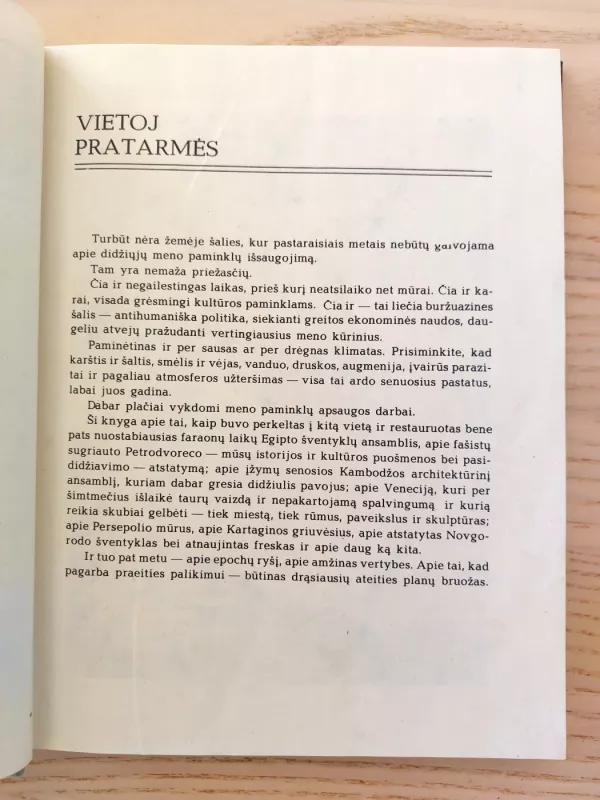 VIETOJ
PRATARMĖS
Turbūt nėra žemėje šalies, kur pastaraisiais metais nebūtų galvojama
apie didžiųjų meno paminklų išsaugojimą.
Tam yra nemaža priežasčių.
Čia ir negailestingas laikas, prieš kurį neatsilaiko net mūrai. Čia ir ka-
rai, visada grėsmingi kultūros paminklams. Čia ir — tai liečia buržuazines
šalis — antihumaniška politika, siekianti greitos ekonominės naudos, dau-
geliu atvejų pražudanti vertingiausius meno kūrinius.
Paminėtinas ir per sausas ar per drėgnas klimatas. Prisiminkite, kad
karštis ir šaltis, smėlis ir vėjas, vanduo, druskos, augmenija, įvairūs parazi-
tai ir pagaliau atmosferos užteršimas — visa tai ardo senuosius pastatus,
labai juos gadina.
Dabar plačiai vykdomi meno paminklų apsaugos darbai.
Ši knyga apie tai, kaip buvo perkeltas į kitą vietą ir restauruotas bene
pats nuostabiausias faraonų laikų Egipto šventyklų ansamblis, apie fašistų
sugriauto Petrodvoreco — mūsų istorijos ir kultūros puošmenos bei pasi-
didžiavimo — atstatymą; apie įžymų senosios Kambodžos architektūrinį
ansamblį, kuriam dabar gresia didžiulis pavojus; apie Veneciją, kuri per
šimtmečius išlaikė taurų vaizdą ir nepakartojamą spalvingumą ir kurią
reikia skubiai gelbėti — tiek miestą, tiek rūmus, paveikslus ir skulptūras;
apie Persepolio mūrus, apie Kartaginos griuvėsius, apie atstatytas Novgo-
rodo šventyklas bei atnaujintas freskas ir apie daug ką kita.
Ir tuo pat metu — apie epochų ryšį, apie amžinas vertybes. Apie tai, kad
pagarba praeities palikimui — būtinas drąsiausių ateities planų bruožas.